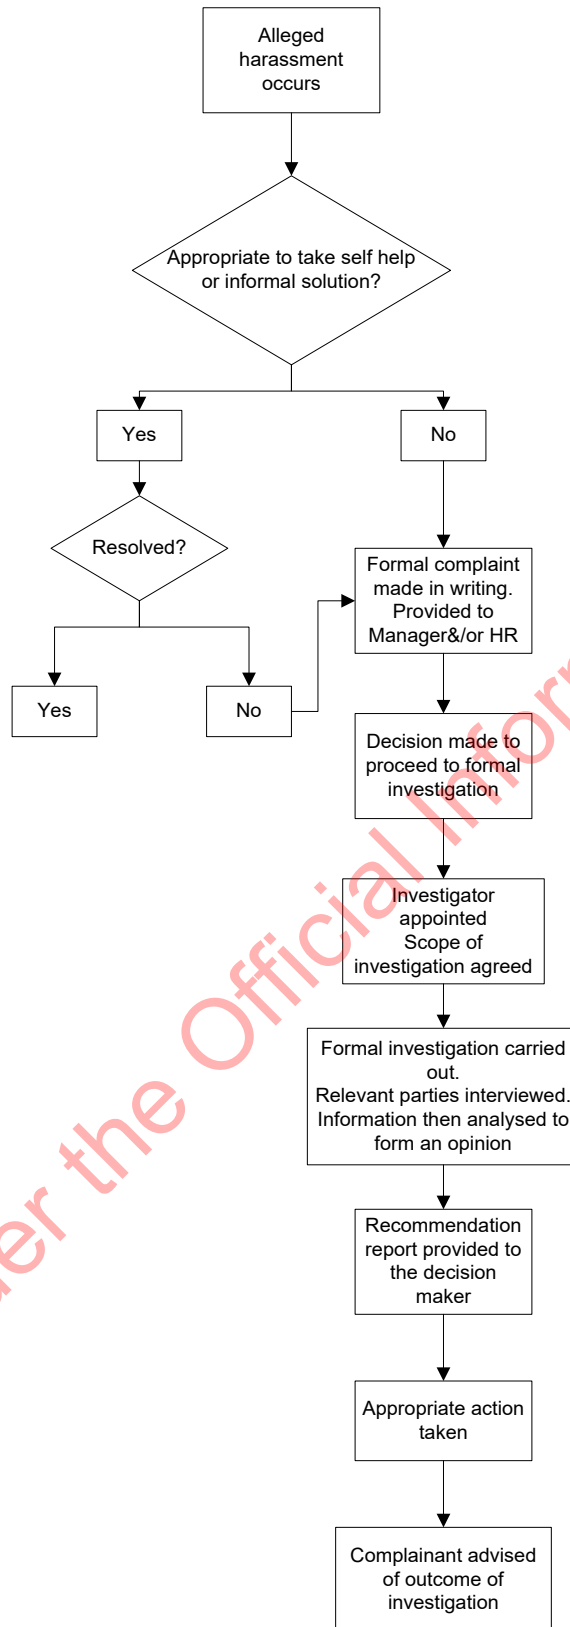 Alleged
harassment
occurs
Appropriate to take self help
or informal solution?
Yes
No
Resolved?
Formal complaint
made in writing.
Provided to
Manager&/or HR
Yes
No
Decision made to
proceed to formal
investigation
Investigator
appointed
Scope of
investigation agreed
Formal investigation carried
out.
Relevant parties interviewed.
Information then analysed to
form an opinion
Recommendation
report provided to
the decision
maker
Appropriate action
taken
Complainant advised
of outcome of
investigation
the Official